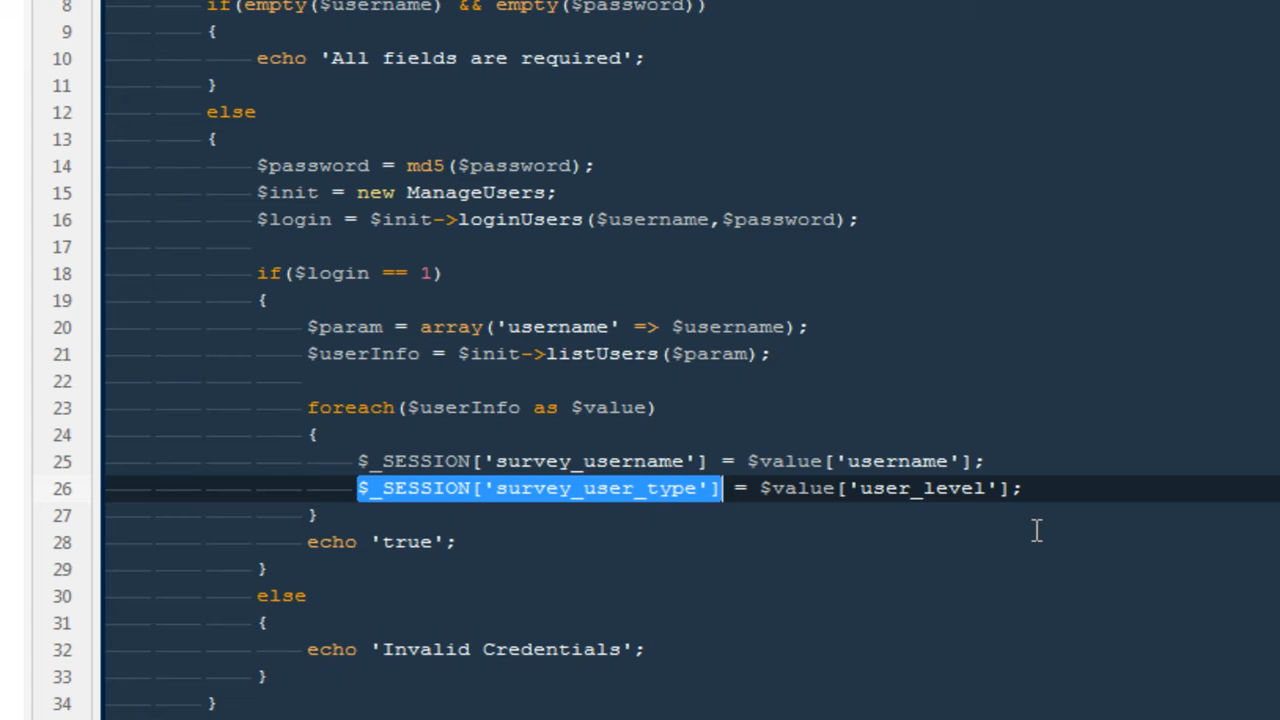 8 if(empty($username) && empty($password))
9 {
10 echo 'All fields are required';
11 }
12 else
13 {
14 $password = md5($password);
15 $init = new ManageUsers;
16 $login = $init->loginUsers($username,$password);
17
18 if($login == 1)
19 {
20 $param = array('username' => $username);
21 $userInfo = $init->listUsers($param);
22
23 foreach($userInfo as $value)
24 {
25 $_SESSION['survey_username'] = $value['username'];
26 $_SESSION['survey_user_type'] = $value['user_level'];
27 }
28 echo 'true';
29 }
30 else
31 {
32 echo 'Invalid Credentials';
33 }
34 }